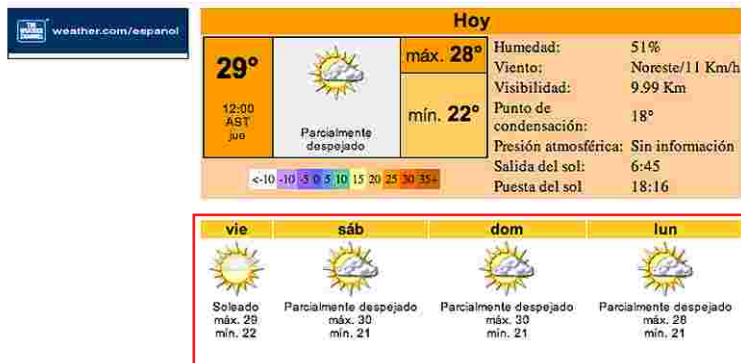 THE WEATHER CHANNEL
weather.com/espanol
Hoy
29°
12:00
AST
jue
Parcialmente
despejado
máx. 28°
mín. 22°
Humedad: 51%
Viento: Noreste/11 Km/h
Visibilidad: 9.99 Km
Punto de
condensación: 18°
Presión atmosférica: Sin información
Salida del sol: 6:45
Puesta del sol 18:16
<-10 -10 -5 0 5 10 15 20 25 30 35+
vie sáb dom lun
Soleado Parcialmente despejado Parcialmente despejado Parcialmente despejado
máx. 29 máx. 30 máx. 30 máx. 28
mín. 22 mín. 21 mín. 21 mín. 21